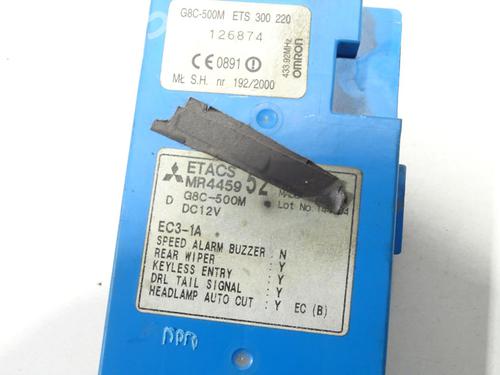 G8C-500M ETS 300 220
126874
CE 0891
433.92MHz
OMRON
MŁ S.H. nr 192/2000
ETACS
MR4459 52
D G8C-500M
DC12V
Lot No.
EC3-1A
SPEED ALARM BUZZER : N
REAR WIPER : Y
KEYLESS ENTRY : Y
DRL TAIL SIGNAL : Y
HEADLAMP AUTO CUT : Y EC (B)